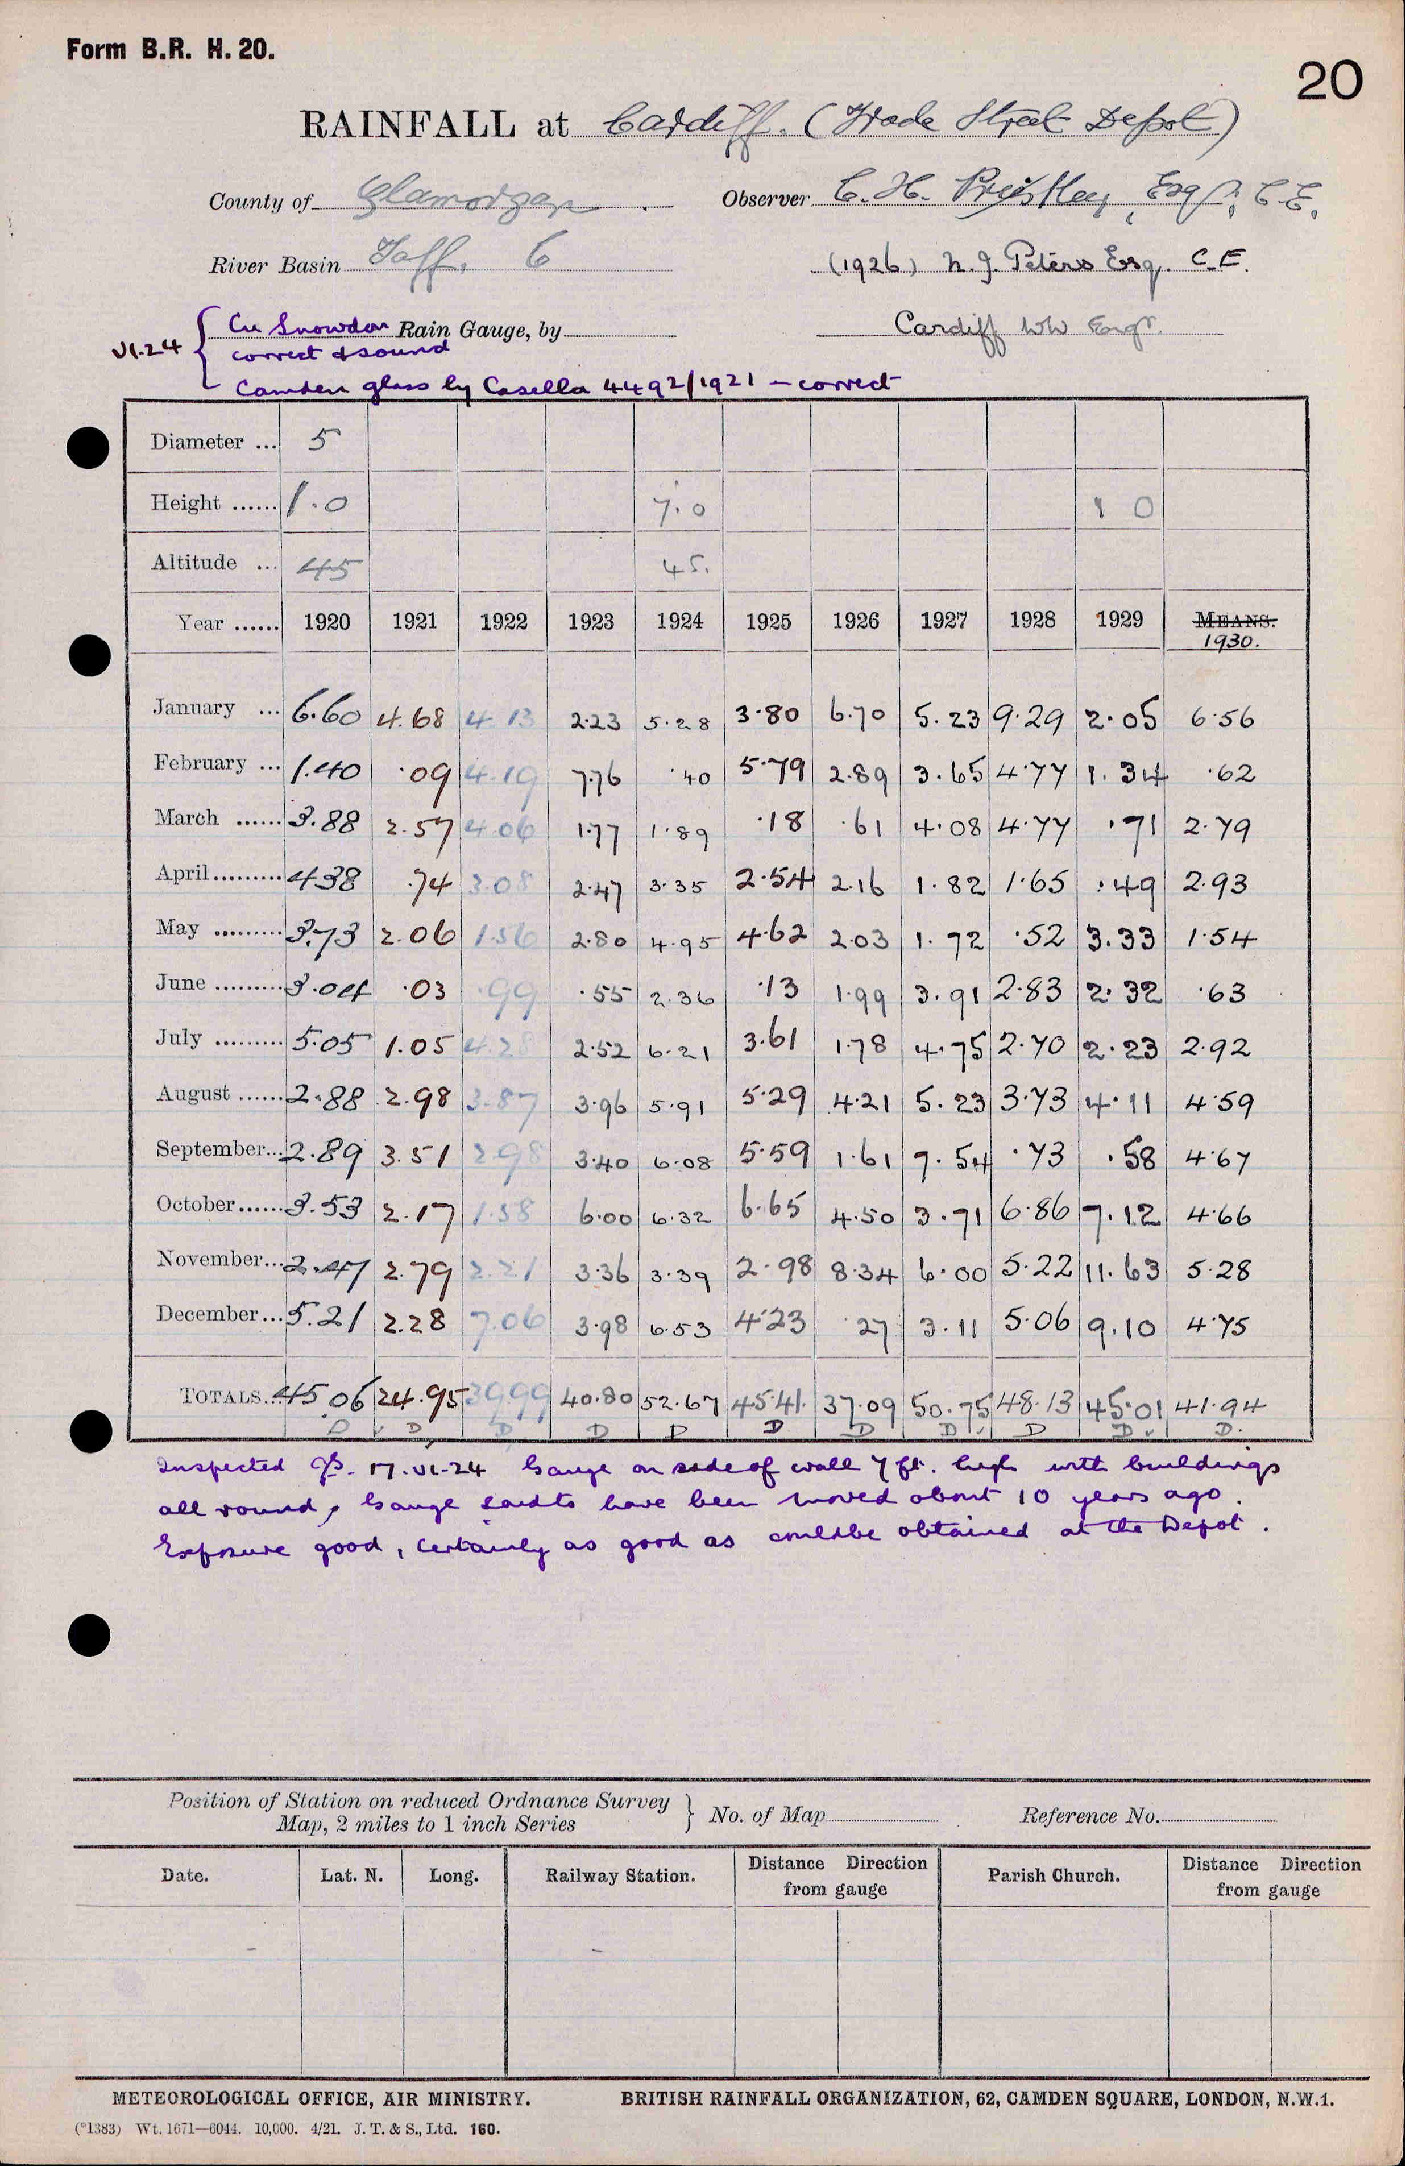 Form B.R. H. 20.
20
RAINFALL at Cardiff. (Trade Street Depot)
County of Glamorgan. Observer C. H. Priestley, Esq., C.E.
River Basin Taff. 6 (1926) N. J. Peters Esq. C.E.
VI.24 { Cu Snowdon Rain Gauge, by Cardiff WW Engr.
correct & sound
Camden glass by Casella 4492/1921 – correct
Diameter ... 5
Height ...... 1.0 7.0 1 0
Altitude ... 45 45.
Year ...... 1920 1921 1922 1923 1924 1925 1926 1927 1928 1929 MEANS.
1930.
January ... 6.60 4.68 4.13 2.23 5.28 3.80 6.70 5.23 9.29 2.05 6.56
February ... 1.40 .09 4.19 7.76 .40 5.79 2.89 3.65 4.77 1.34 .62
March ...... 3.88 2.57 4.06 1.77 1.89 .18 .61 4.08 4.77 .71 2.79
April......... 4.38 .74 3.08 2.47 3.35 2.54 2.16 1.82 1.65 .49 2.93
May ......... 3.73 2.06 1.56 2.80 4.95 4.62 2.03 1.72 .52 3.33 1.54
June ......... 3.04 .03 .99 .55 2.36 .13 1.99 3.91 2.83 2.32 .63
July ......... 5.05 1.05 4.28 2.52 6.21 3.61 1.78 4.75 2.70 2.23 2.92
August ...... 2.88 2.98 3.87 3.96 5.91 5.29 4.21 5.23 3.73 4.11 4.59
September... 2.89 3.51 2.98 3.40 6.08 5.59 1.61 7.54 .73 .58 4.67
October...... 3.53 2.17 1.58 6.00 6.32 6.65 4.50 3.71 6.86 7.12 4.66
November... 2.47 2.79 2.21 3.36 3.39 2.98 8.34 6.00 5.22 11.63 5.28
December... 5.21 2.28 7.06 3.98 6.53 4.23 .27 3.11 5.06 9.10 4.75
TOTALS... 45.06 24.95 39.99 40.80 52.67 45.41. 37.09 50.75 48.13 45.01 41.94
D D D D D D D D D D D.
Inspected 17.VI.24 Gauge on side of wall 7 ft. high with buildings
all round, Gauge said to have been moved about 10 years ago.
Exposure good, certainly as good as could be obtained at the Depot.
Position of Station on reduced Ordnance Survey
Map, 2 miles to 1 inch Series } No. of Map Reference No.
Date. Lat. N. Long. Railway Station. Distance Direction from gauge Parish Church. Distance Direction from gauge
METEOROLOGICAL OFFICE, AIR MINISTRY. BRITISH RAINFALL ORGANIZATION, 62, CAMDEN SQUARE, LONDON, N.W.1.
(*1383) Wt. 1671—6044. 10,000. 4/21. J. T. & S., Ltd. 160.